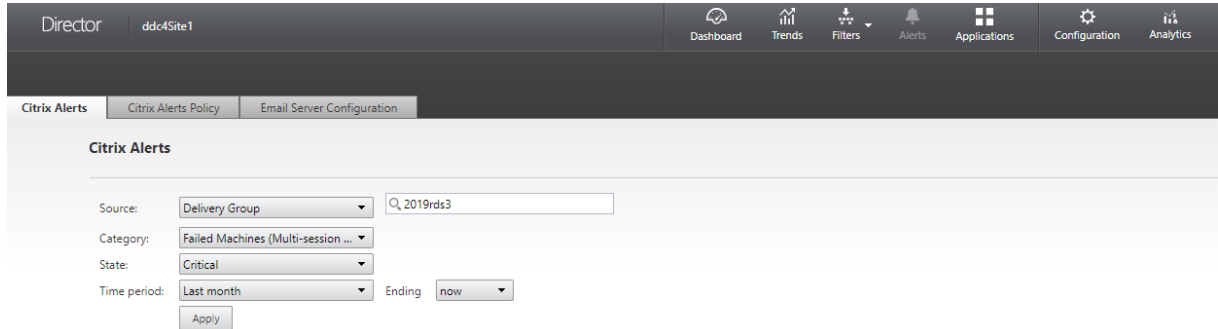 Director ddc4Site1
Dashboard Trends Filters Alerts Applications Configuration Analytics
Citrix Alerts Citrix Alerts Policy Email Server Configuration
Citrix Alerts
Source: Delivery Group 2019rds3
Category: Failed Machines (Multi-session ...
State: Critical
Time period: Last month Ending now
Apply